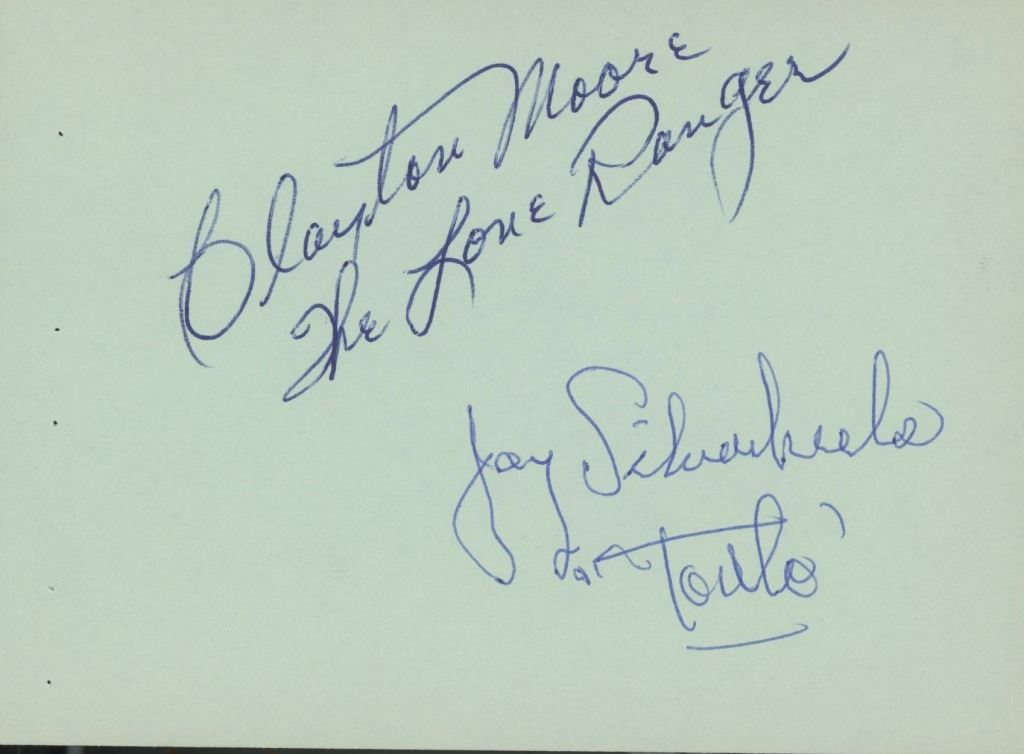 Clayton Moore
The Lone Ranger
Jay Silverheels
"Tonto"